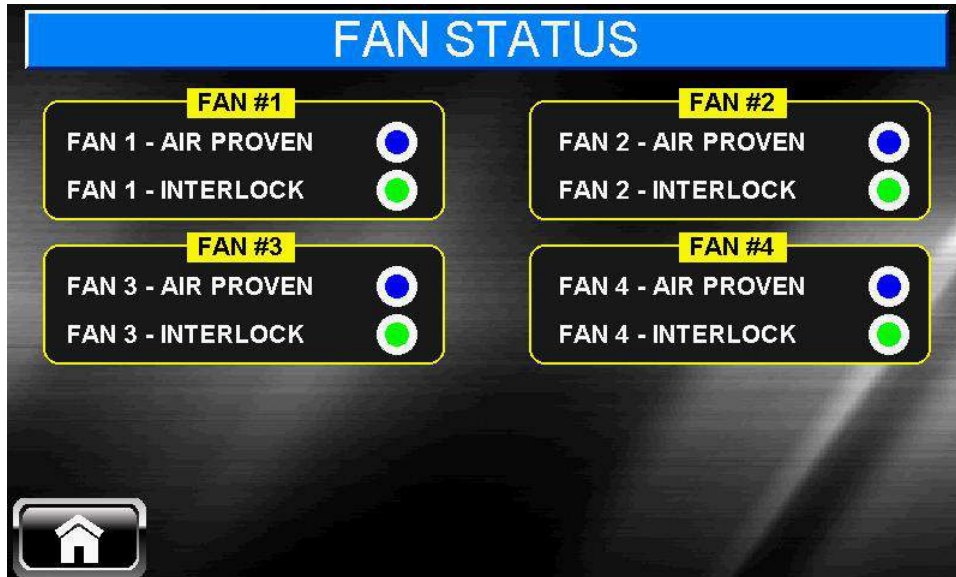 FAN STATUS
FAN #1
FAN 1 - AIR PROVEN
FAN 1 - INTERLOCK
FAN #2
FAN 2 - AIR PROVEN
FAN 2 - INTERLOCK
FAN #3
FAN 3 - AIR PROVEN
FAN 3 - INTERLOCK
FAN #4
FAN 4 - AIR PROVEN
FAN 4 - INTERLOCK